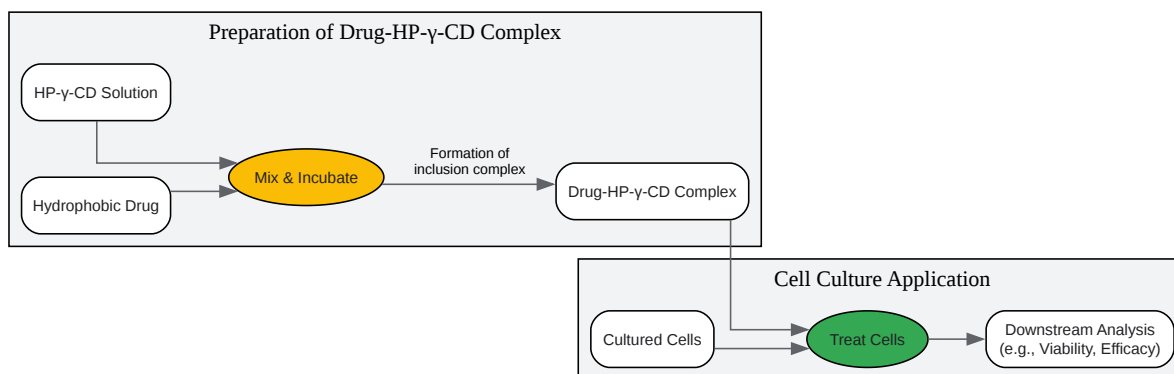 Preparation of Drug-HP-γ-CD Complex
HP-γ-CD Solution
Hydrophobic Drug
Mix & Incubate
Formation of
inclusion complex
Drug-HP-γ-CD Complex
Cell Culture Application
Cultured Cells
Treat Cells
Downstream Analysis
(e.g., Viability, Efficacy)